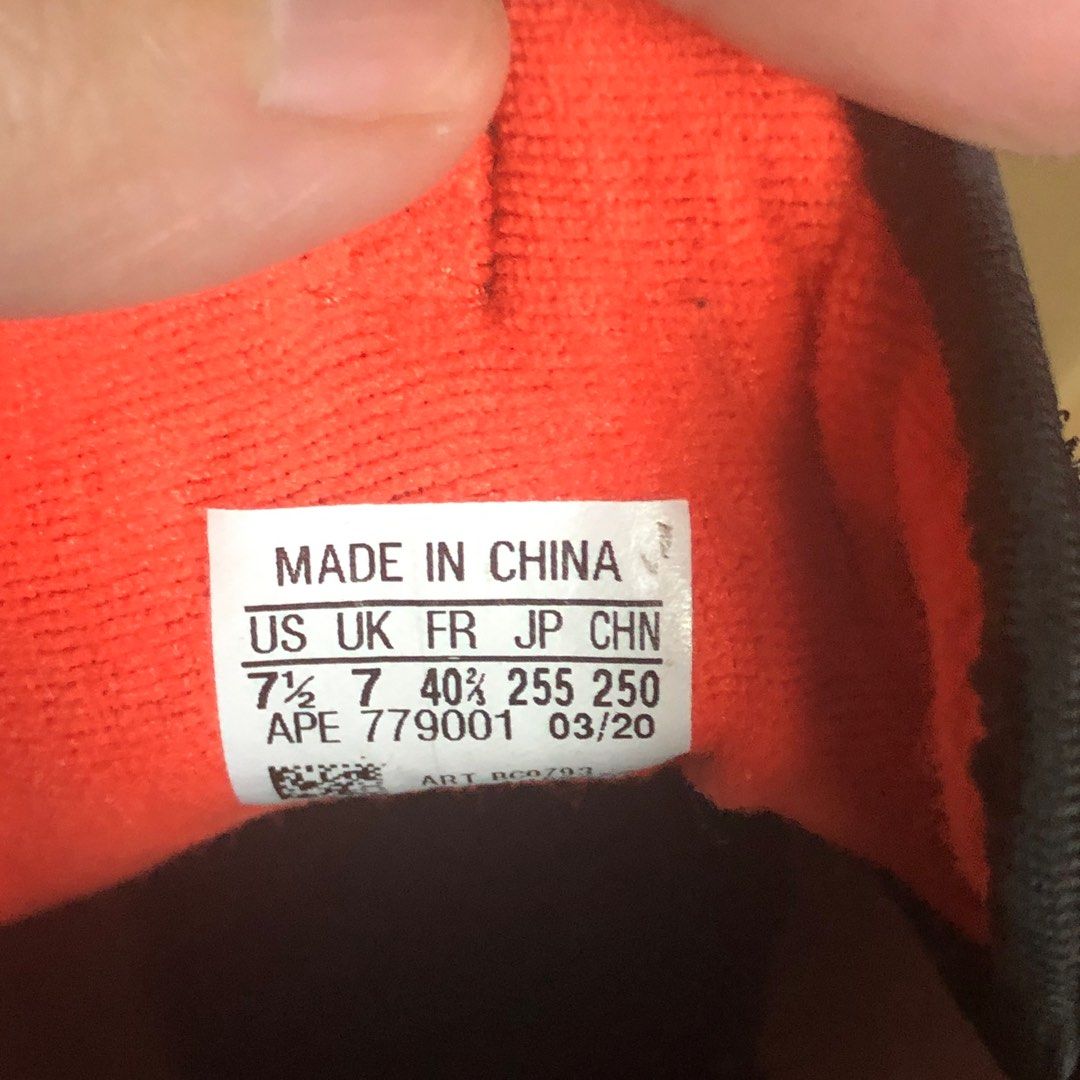 MADE IN CHINA
US UK FR JP CHN
7½ 7 40⅔ 255 250
APE 779001 03/20
ART